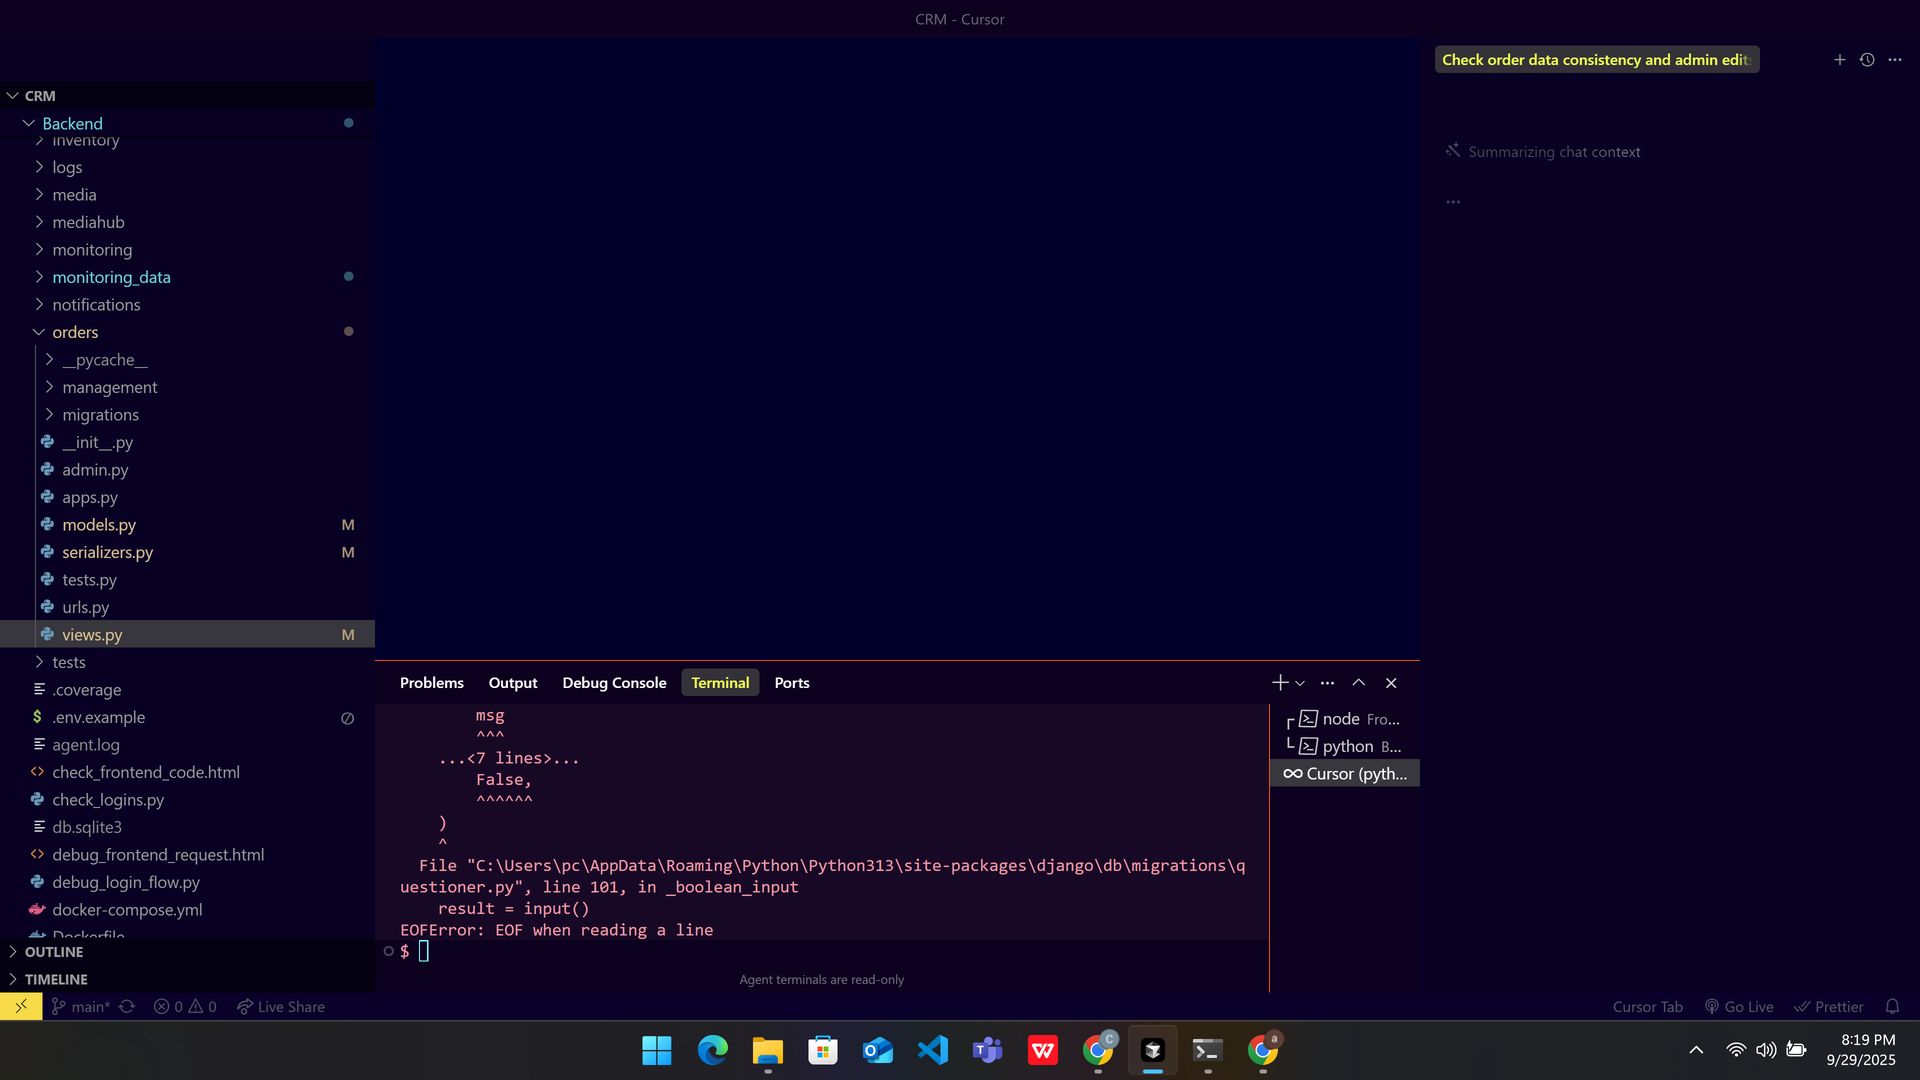 CRM - Cursor
Check order data consistency and admin edit
CRM
Backend
inventory
logs
media
mediahub
monitoring
monitoring_data
notifications
orders
__pycache__
management
migrations
__init__.py
admin.py
apps.py
models.py M
serializers.py M
tests.py
urls.py
views.py M
tests
.coverage
$ .env.example
agent.log
check_frontend_code.html
check_logins.py
db.sqlite3
debug_frontend_request.html
debug_login_flow.py
docker-compose.yml
Dockerfile
OUTLINE
TIMELINE
Summarizing chat context
...
Problems Output Debug Console Terminal Ports
msg
^^^
...<7 lines>...
False,
^^^^^^
)
^
File "C:\Users\pc\AppData\Roaming\Python\Python313\site-packages\django\db\migrations\q
uestioner.py", line 101, in _boolean_input
result = input()
EOFError: EOF when reading a line
$
Agent terminals are read-only
node Fro...
python B...
Cursor (pyth...
main* 0 0 Live Share
Cursor Tab Go Live Prettier
8:19 PM
9/29/2025